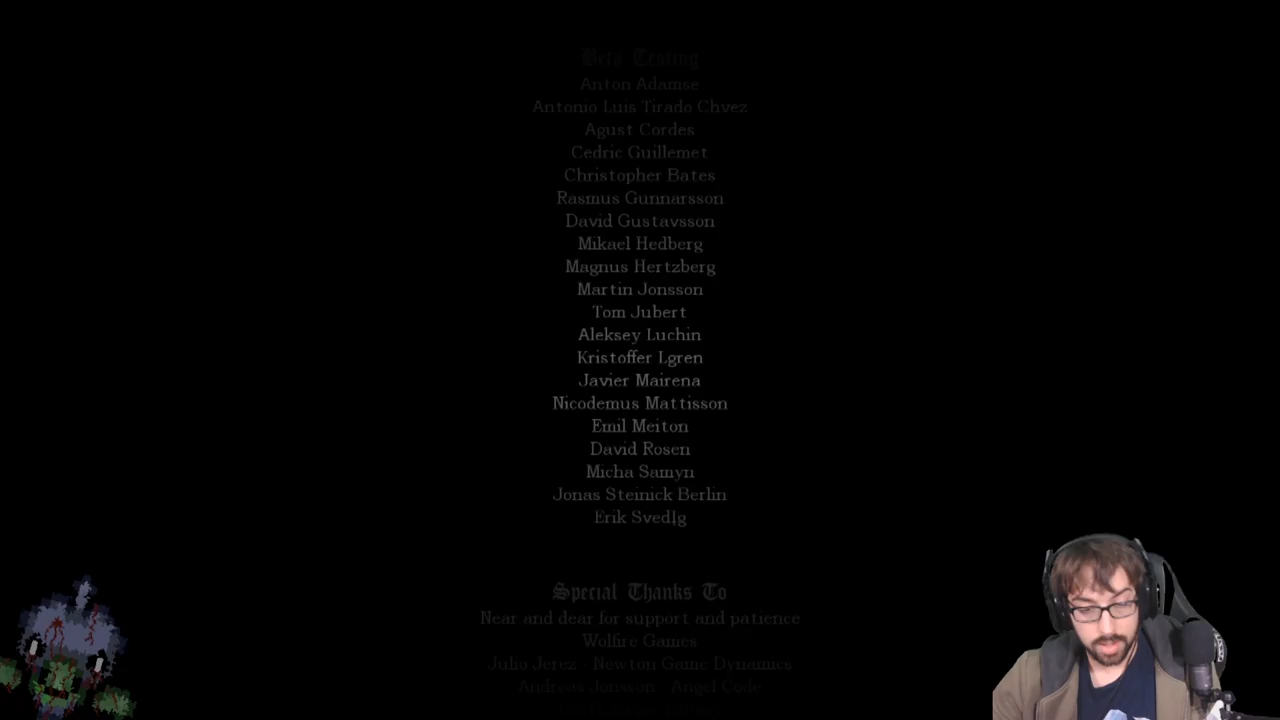 Beta Testing
Anton Adamse
Antonio Luis Tirado Chvez
Agust Cordes
Cedric Guillemet
Christopher Bates
Rasmus Gunnarsson
David Gustavsson
Mikael Hedberg
Magnus Hertzberg
Martin Jonsson
Tom Jubert
Aleksey Luchin
Kristoffer Lgren
Javier Mairena
Nicodemus Mattisson
Emil Meiton
David Rosen
Micha Samyn
Jonas Steinick Berlin
Erik Svedlg
Special Thanks To
Near and dear for support and patience
Wolfire Games
Julio Jerez - Newton Game Dynamics
Andreas Jonsson - Angel Code